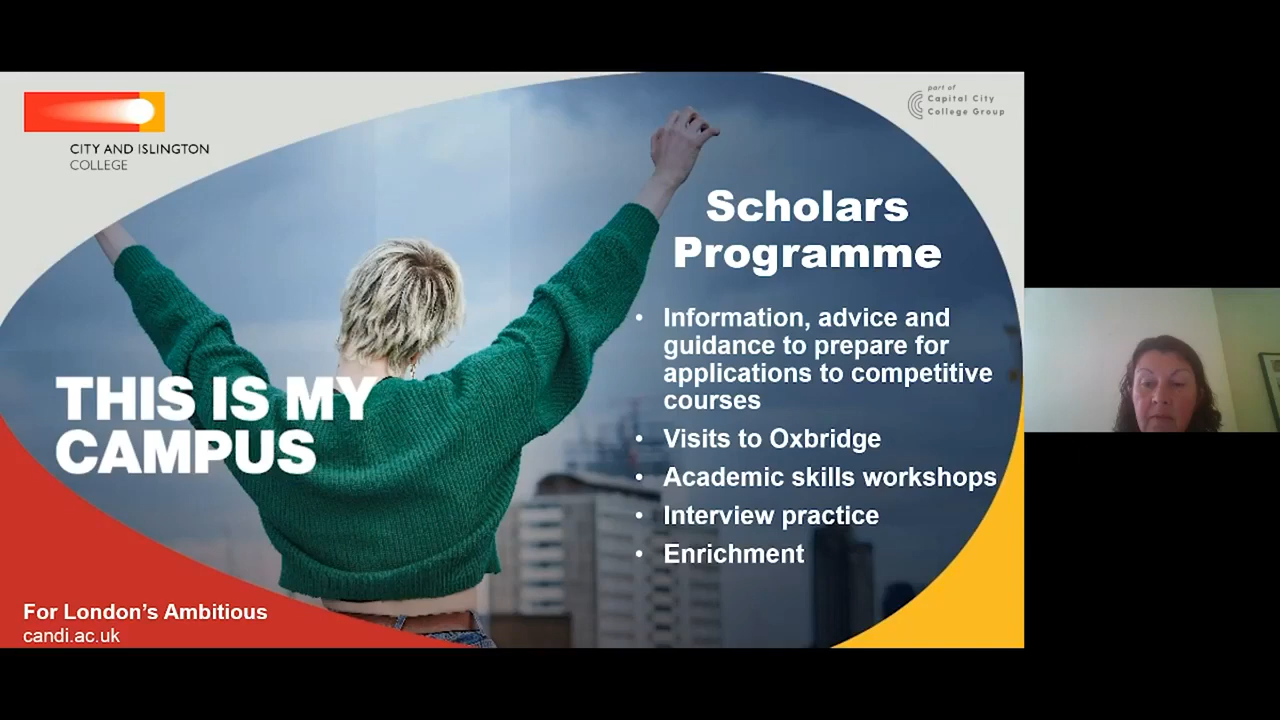 CITY AND ISLINGTON
COLLEGE
part of
Capital City
College Group
Scholars
Programme
• Information, advice and
guidance to prepare for
applications to competitive
courses
• Visits to Oxbridge
• Academic skills workshops
• Interview practice
• Enrichment
THIS IS MY
CAMPUS
For London's Ambitious
candi.ac.uk